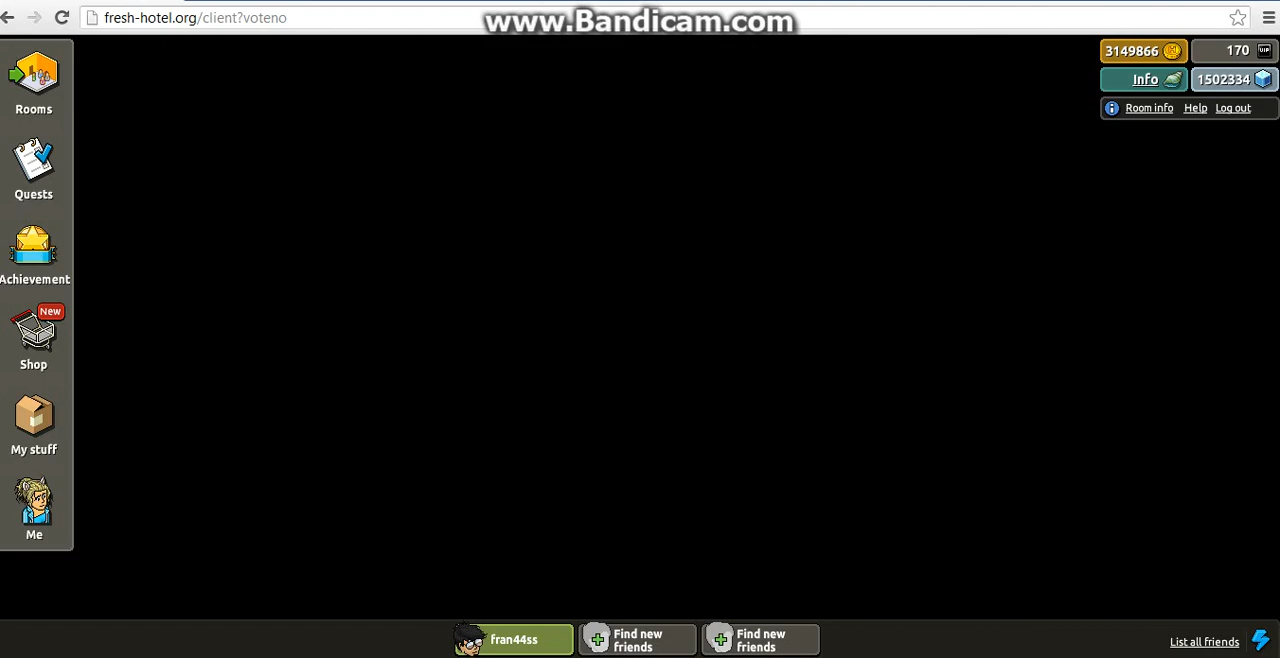 fresh-hotel.org/client?voteno
www.Bandicam.com
3149866
170
VIP
Info
1502334
Room info Help Log out
Rooms
Quests
Achievement
New
Shop
My stuff
Me
fran44ss
Find new
friends
Find new
friends
List all friends